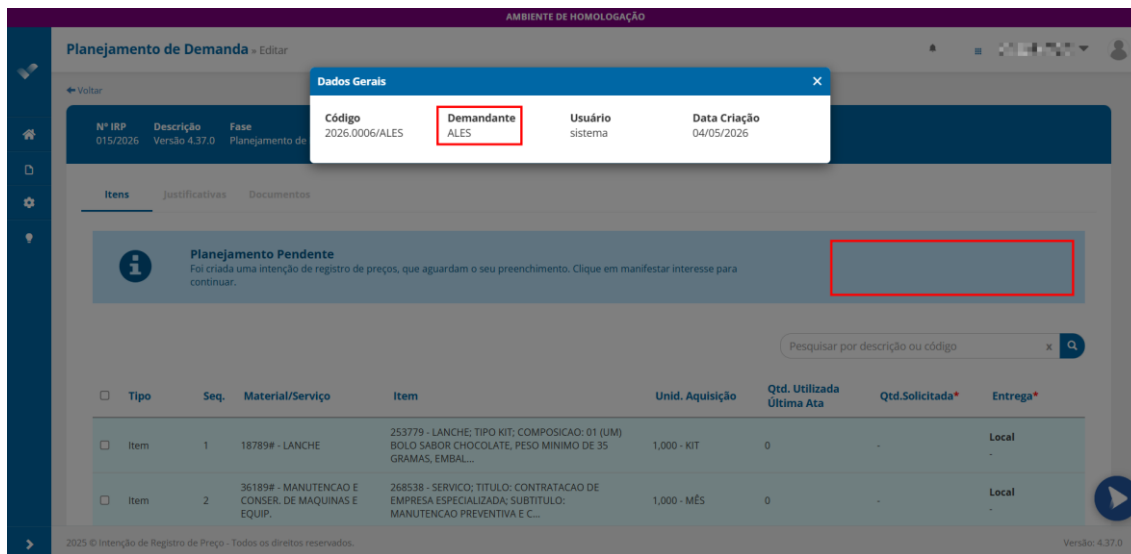 AMBIENTE DE HOMOLOGAÇÃO
Planejamento de Demanda » Editar
Voltar
Dados Gerais
Código Demandante Usuário Data Criação
2026.0006/ALES ALES sistema 04/05/2026
Nº IRP Descrição Fase
015/2026 Versão 4.37.0 Planejamento de
Itens Justificativas Documentos
Planejamento Pendente
Foi criada uma intenção de registro de preços, que aguardam o seu preenchimento. Clique em manifestar interesse para
continuar.
Pesquisar por descrição ou código x
Tipo Seq. Material/Serviço Item Unid. Aquisição Qtd. Utilizada Última Ata Qtd.Solicitada* Entrega*
Item 1 18789# - LANCHE 253779 - LANCHE; TIPO KIT; COMPOSICAO: 01 (UM) BOLO SABOR CHOCOLATE, PESO MINIMO DE 35 GRAMAS, EMBAL... 1,000 - KIT 0 - Local -
Item 2 36189# - MANUTENCAO E CONSER. DE MAQUINAS E EQUIP. 268538 - SERVICO; TITULO: CONTRATACAO DE EMPRESA ESPECIALIZADA; SUBTITULO: MANUTENCAO PREVENTIVA E C... 1,000 - MÊS 0 - Local -
2025 © Intenção de Registro de Preço - Todos os direitos reservados. Versão: 4.37.0